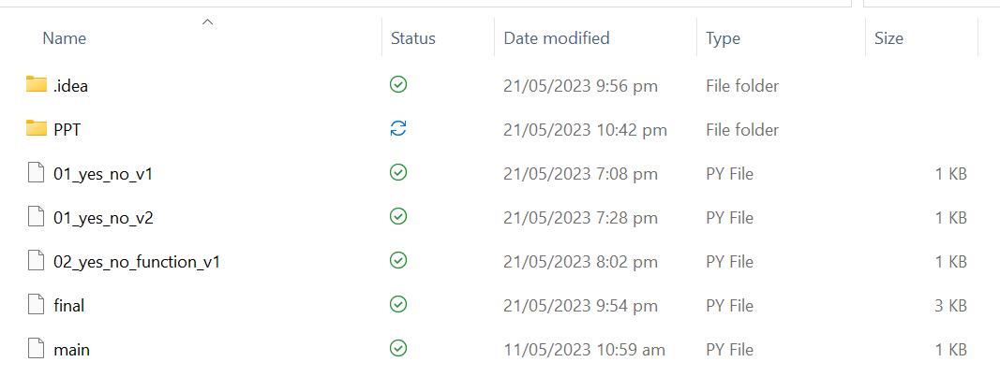 Name Status Date modified Type Size
.idea 21/05/2023 9:56 pm File folder
PPT 21/05/2023 10:42 pm File folder
01_yes_no_v1 21/05/2023 7:08 pm PY File 1 KB
01_yes_no_v2 21/05/2023 7:28 pm PY File 1 KB
02_yes_no_function_v1 21/05/2023 8:02 pm PY File 1 KB
final 21/05/2023 9:54 pm PY File 3 KB
main 11/05/2023 10:59 am PY File 1 KB